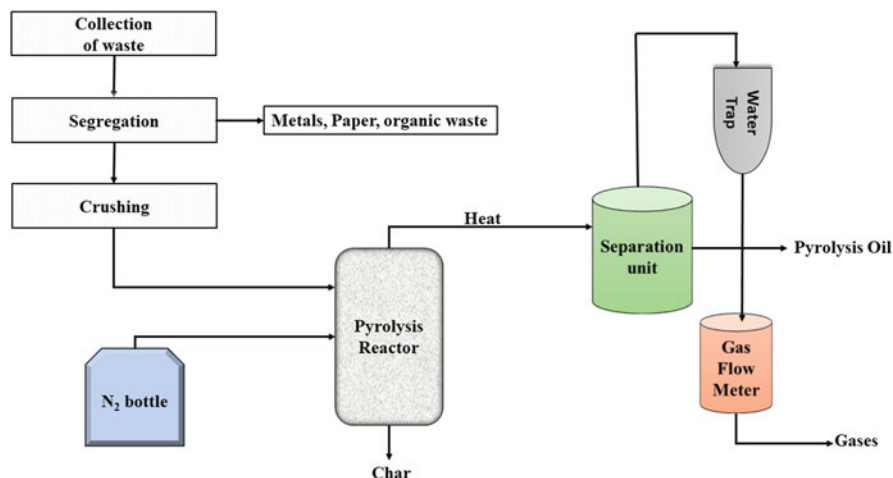 Collection
of waste
Segregation
Metals, Paper, organic waste
Crushing
Heat
Water
Trap
Separation
unit
Pyrolysis Oil
Pyrolysis
Reactor
N₂ bottle
Gas
Flow
Meter
Gases
Char